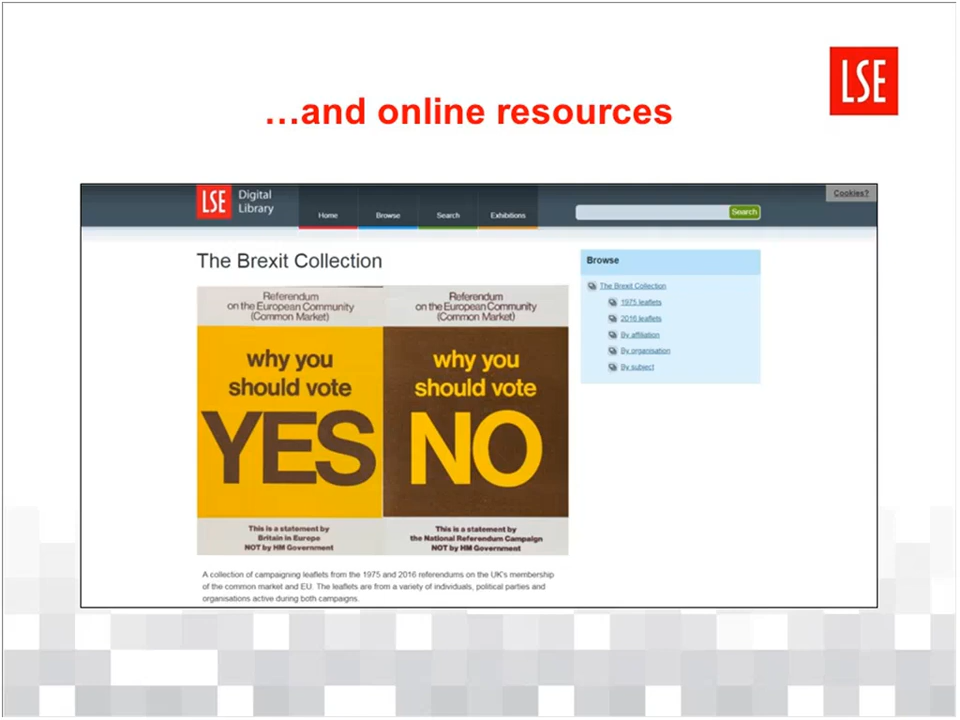 LSE
…and online resources
LSE Digital Library
Home Browse Search Exhibitions
Search
Cookies?
The Brexit Collection
Referendum
on the European Community
(Common Market)
why you
should vote
YES
This is a statement by
Britain in Europe
NOT by HM Government
Referendum
on the European Community
(Common Market)
why you
should vote
NO
This is a statement by
the National Referendum Campaign
NOT by HM Government
Browse
The Brexit Collection
1975 leaflets
2016 leaflets
By affiliation
By organisation
By subject
A collection of campaigning leaflets from the 1975 and 2016 referendums on the UK's membership
of the common market and EU. The leaflets are from a variety of individuals, political parties and
organisations active during both campaigns.